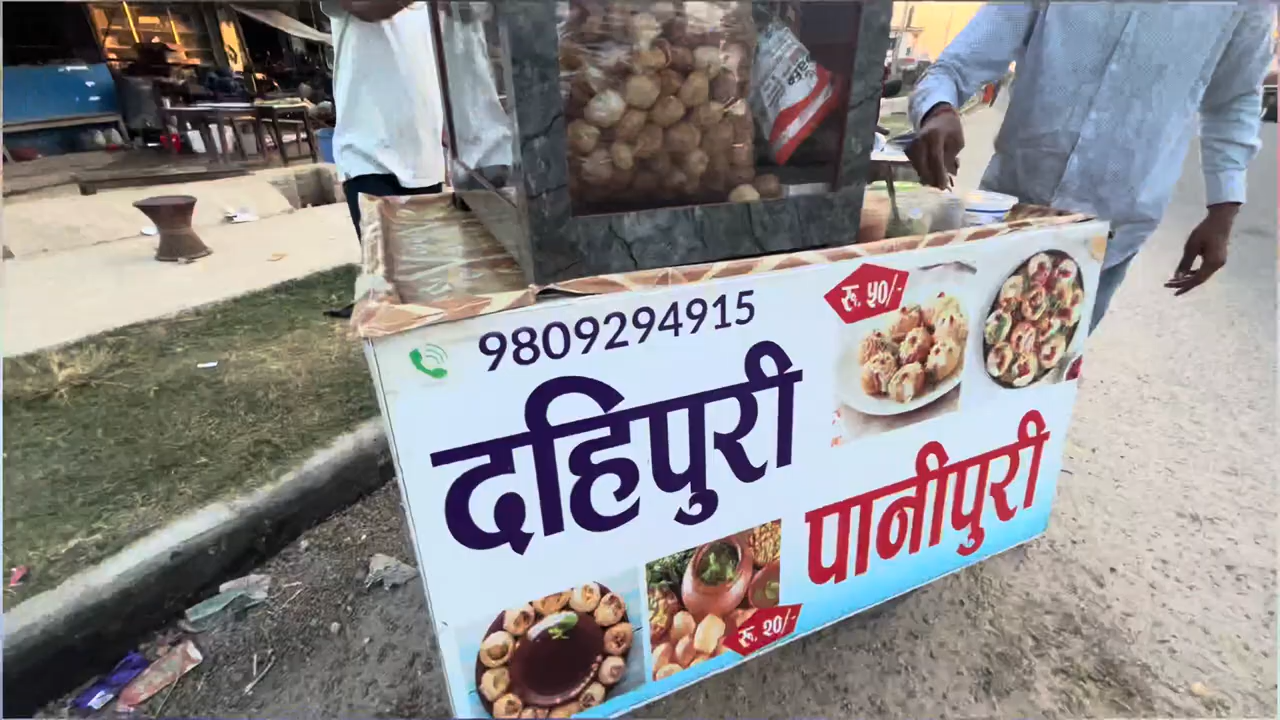 9809294915
रू. ५०/-
दहिपुरी
पानीपुरी
रू. २०/-